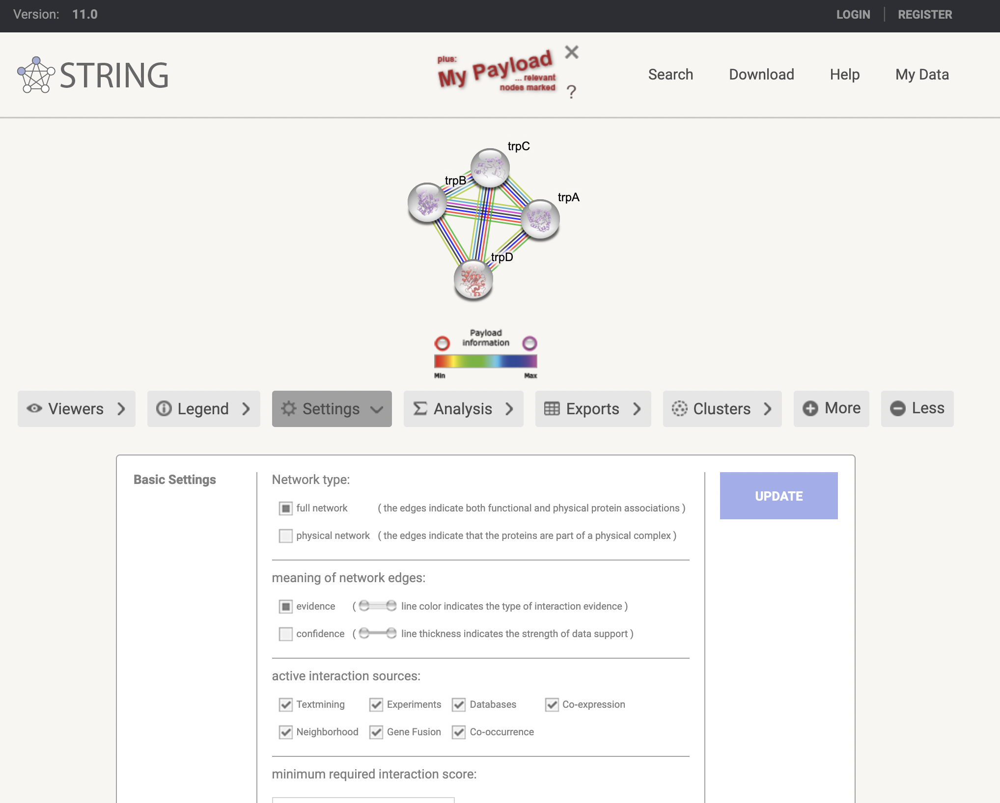 Version: 11.0
LOGIN | REGISTER
STRING
plus:
My Payload
... relevant
nodes marked
?
Search Download Help My Data
trpC
trpB
trpA
trpD
Payload
information
Min Max
Viewers Legend Settings Analysis Exports Clusters More Less
Basic Settings
Network type:
full network ( the edges indicate both functional and physical protein associations )
physical network ( the edges indicate that the proteins are part of a physical complex )
meaning of network edges:
evidence ( line color indicates the type of interaction evidence )
confidence ( line thickness indicates the strength of data support )
active interaction sources:
Textmining Experiments Databases Co-expression
Neighborhood Gene Fusion Co-occurrence
minimum required interaction score:
UPDATE